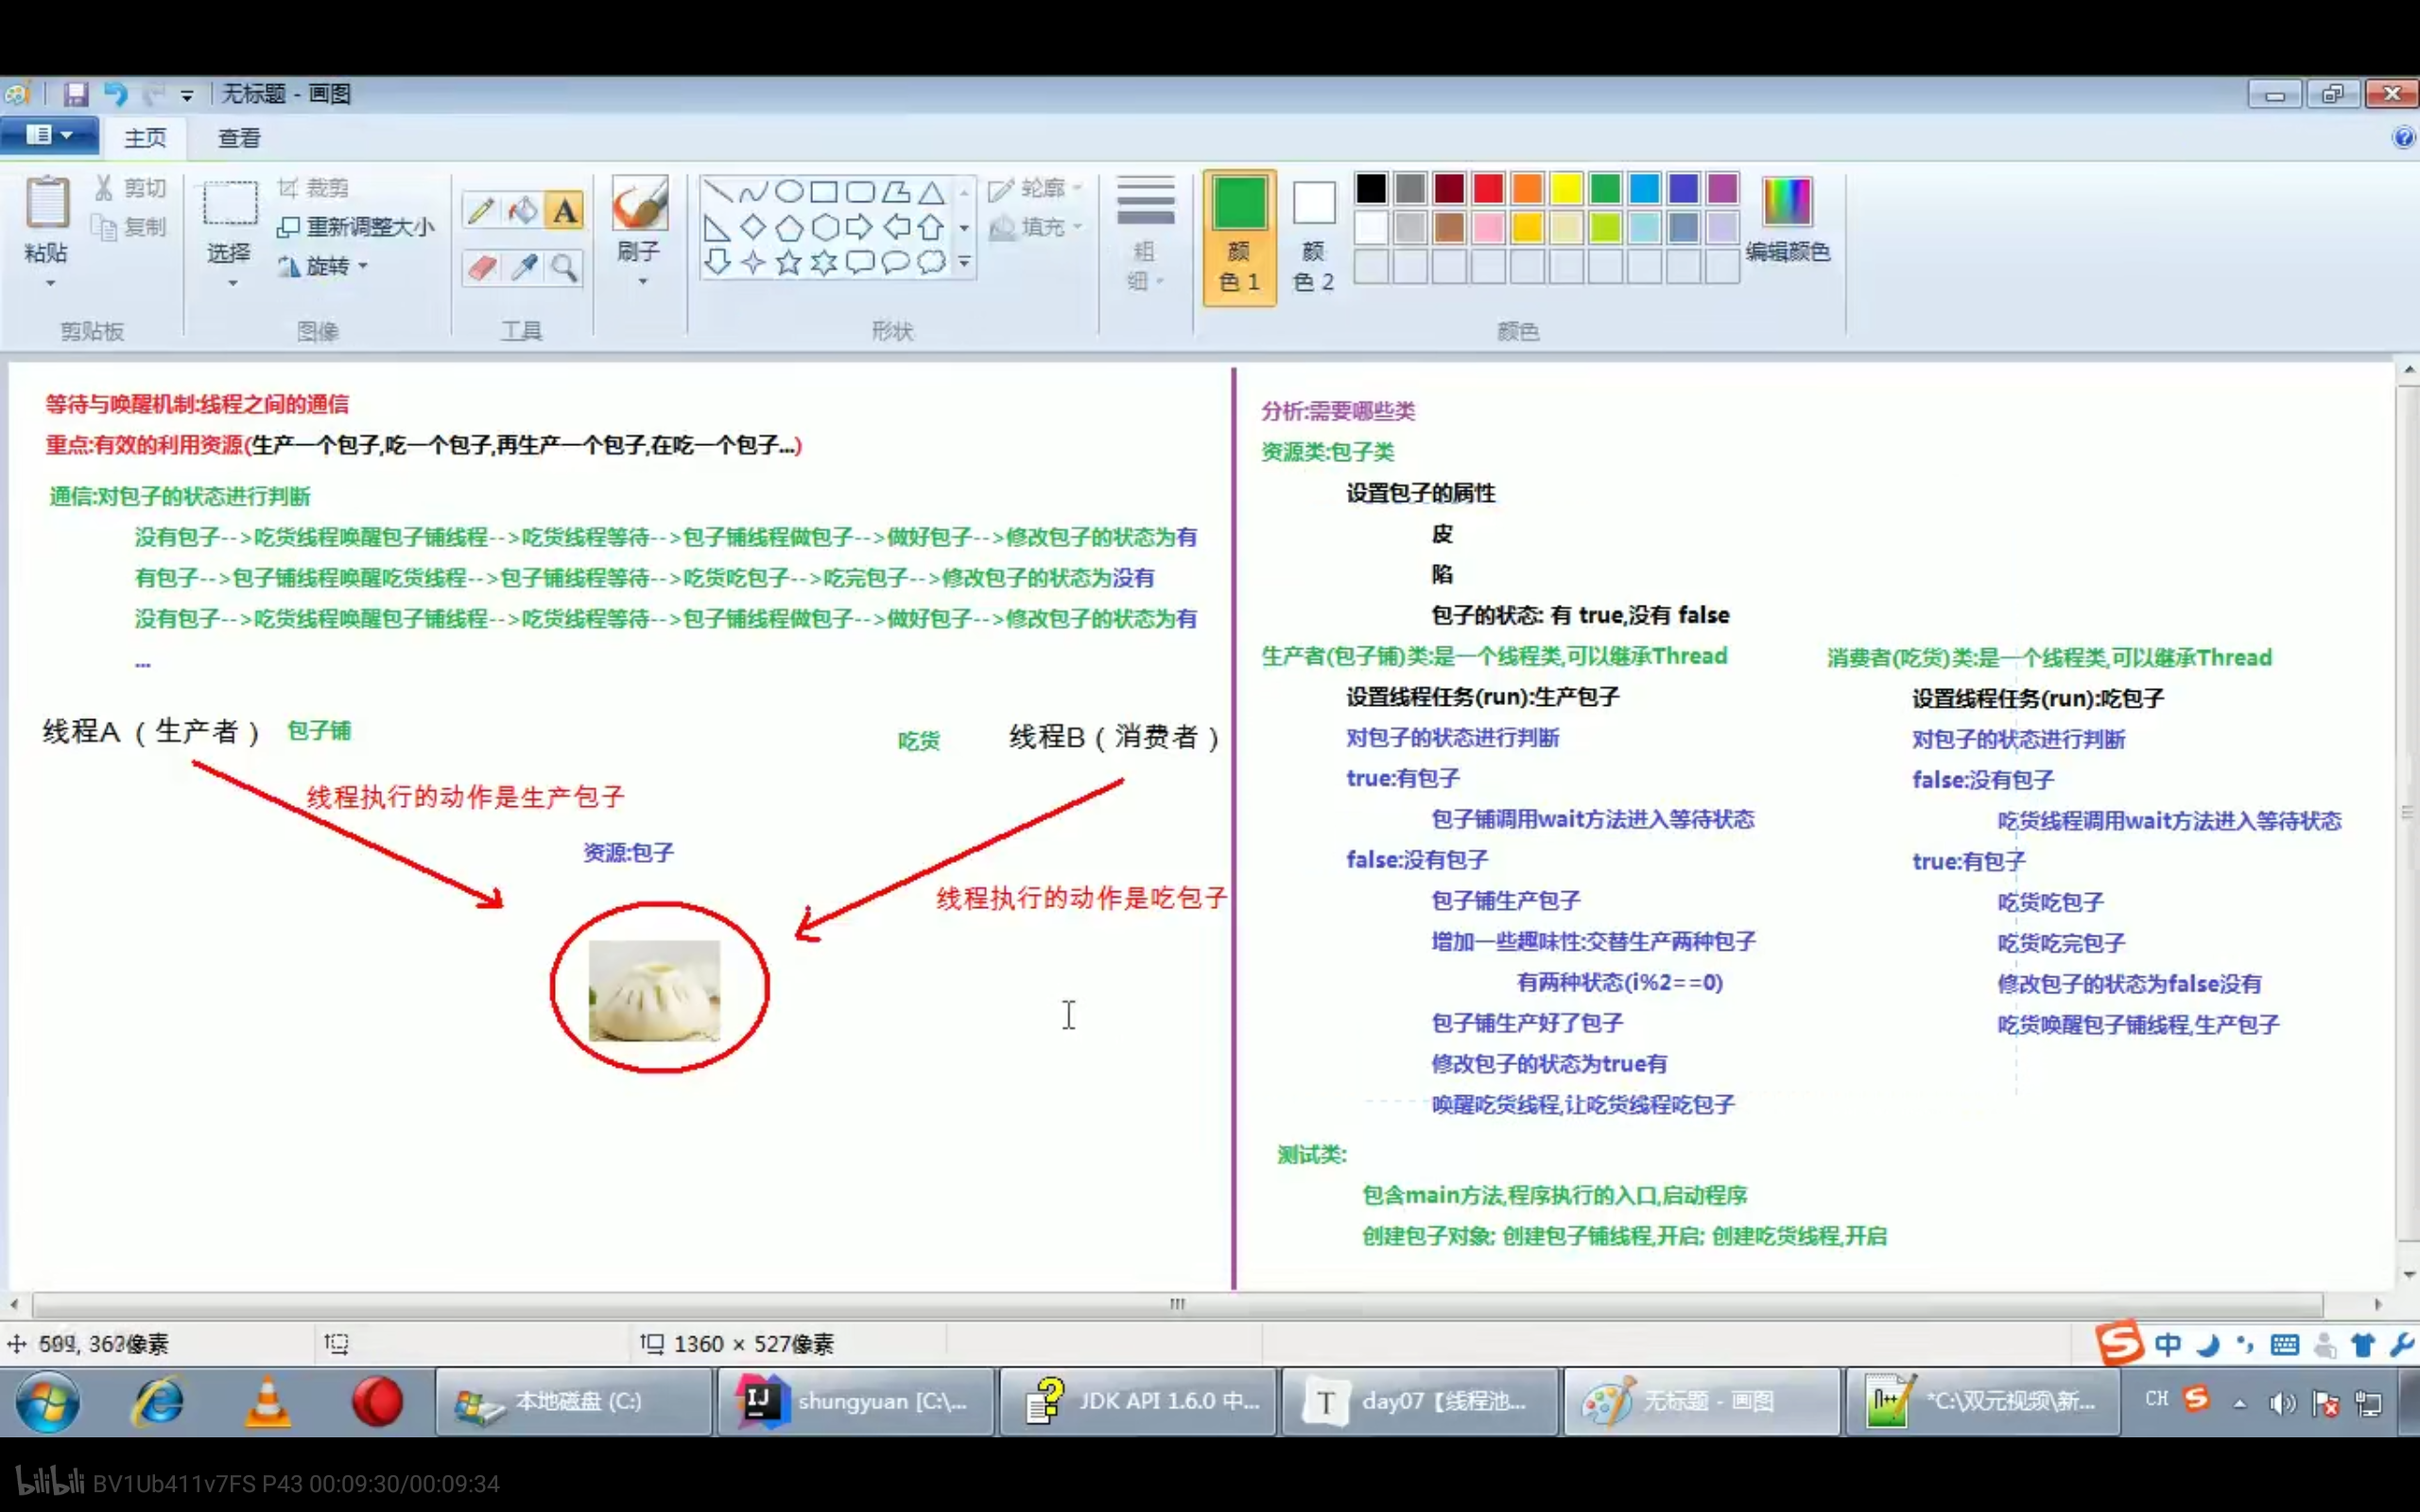 无标题 - 画图
主页 查看
粘贴
剪切
复制
剪贴板
选择
裁剪
重新调整大小
旋转
图像
A
工具
刷子
轮廓
填充
形状
粗
细
颜
色 1
颜
色 2
编辑颜色
颜色
等待与唤醒机制:线程之间的通信
重点:有效的利用资源(生产一个包子,吃一个包子,再生产一个包子,在吃一个包子...)
通信:对包子的状态进行判断
没有包子-->吃货线程唤醒包子铺线程-->吃货线程等待-->包子铺线程做包子-->做好包子-->修改包子的状态为有
有包子-->包子铺线程唤醒吃货线程-->包子铺线程等待-->吃货吃包子-->吃完包子-->修改包子的状态为没有
没有包子-->吃货线程唤醒包子铺线程-->吃货线程等待-->包子铺线程做包子-->做好包子-->修改包子的状态为有
...
线程A（生产者） 包子铺
吃货 线程B（消费者）
线程执行的动作是生产包子
资源:包子
线程执行的动作是吃包子
分析:需要哪些类
资源类:包子类
设置包子的属性
皮
陷
包子的状态: 有 true,没有 false
生产者(包子铺)类:是一个线程类,可以继承Thread
设置线程任务(run):生产包子
对包子的状态进行判断
true:有包子
包子铺调用wait方法进入等待状态
false:没有包子
包子铺生产包子
增加一些趣味性:交替生产两种包子
有两种状态(i%2==0)
包子铺生产好了包子
修改包子的状态为true有
唤醒吃货线程,让吃货线程吃包子
消费者(吃货)类:是一个线程类,可以继承Thread
设置线程任务(run):吃包子
对包子的状态进行判断
false:没有包子
吃货线程调用wait方法进入等待状态
true:有包子
吃货吃包子
吃货吃完包子
修改包子的状态为false没有
吃货唤醒包子铺线程,生产包子
测试类:
包含main方法,程序执行的入口,启动程序
创建包子对象; 创建包子铺线程,开启; 创建吃货线程,开启
1360 × 527像素
中
本地磁盘 (C:)
shungyuan [C:\...
JDK API 1.6.0 中...
day07【线程池...
无标题 - 画图
*C:\双元视频\新...
CH
bilibili BV1Ub411v7FS P43 00:09:30/00:09:34